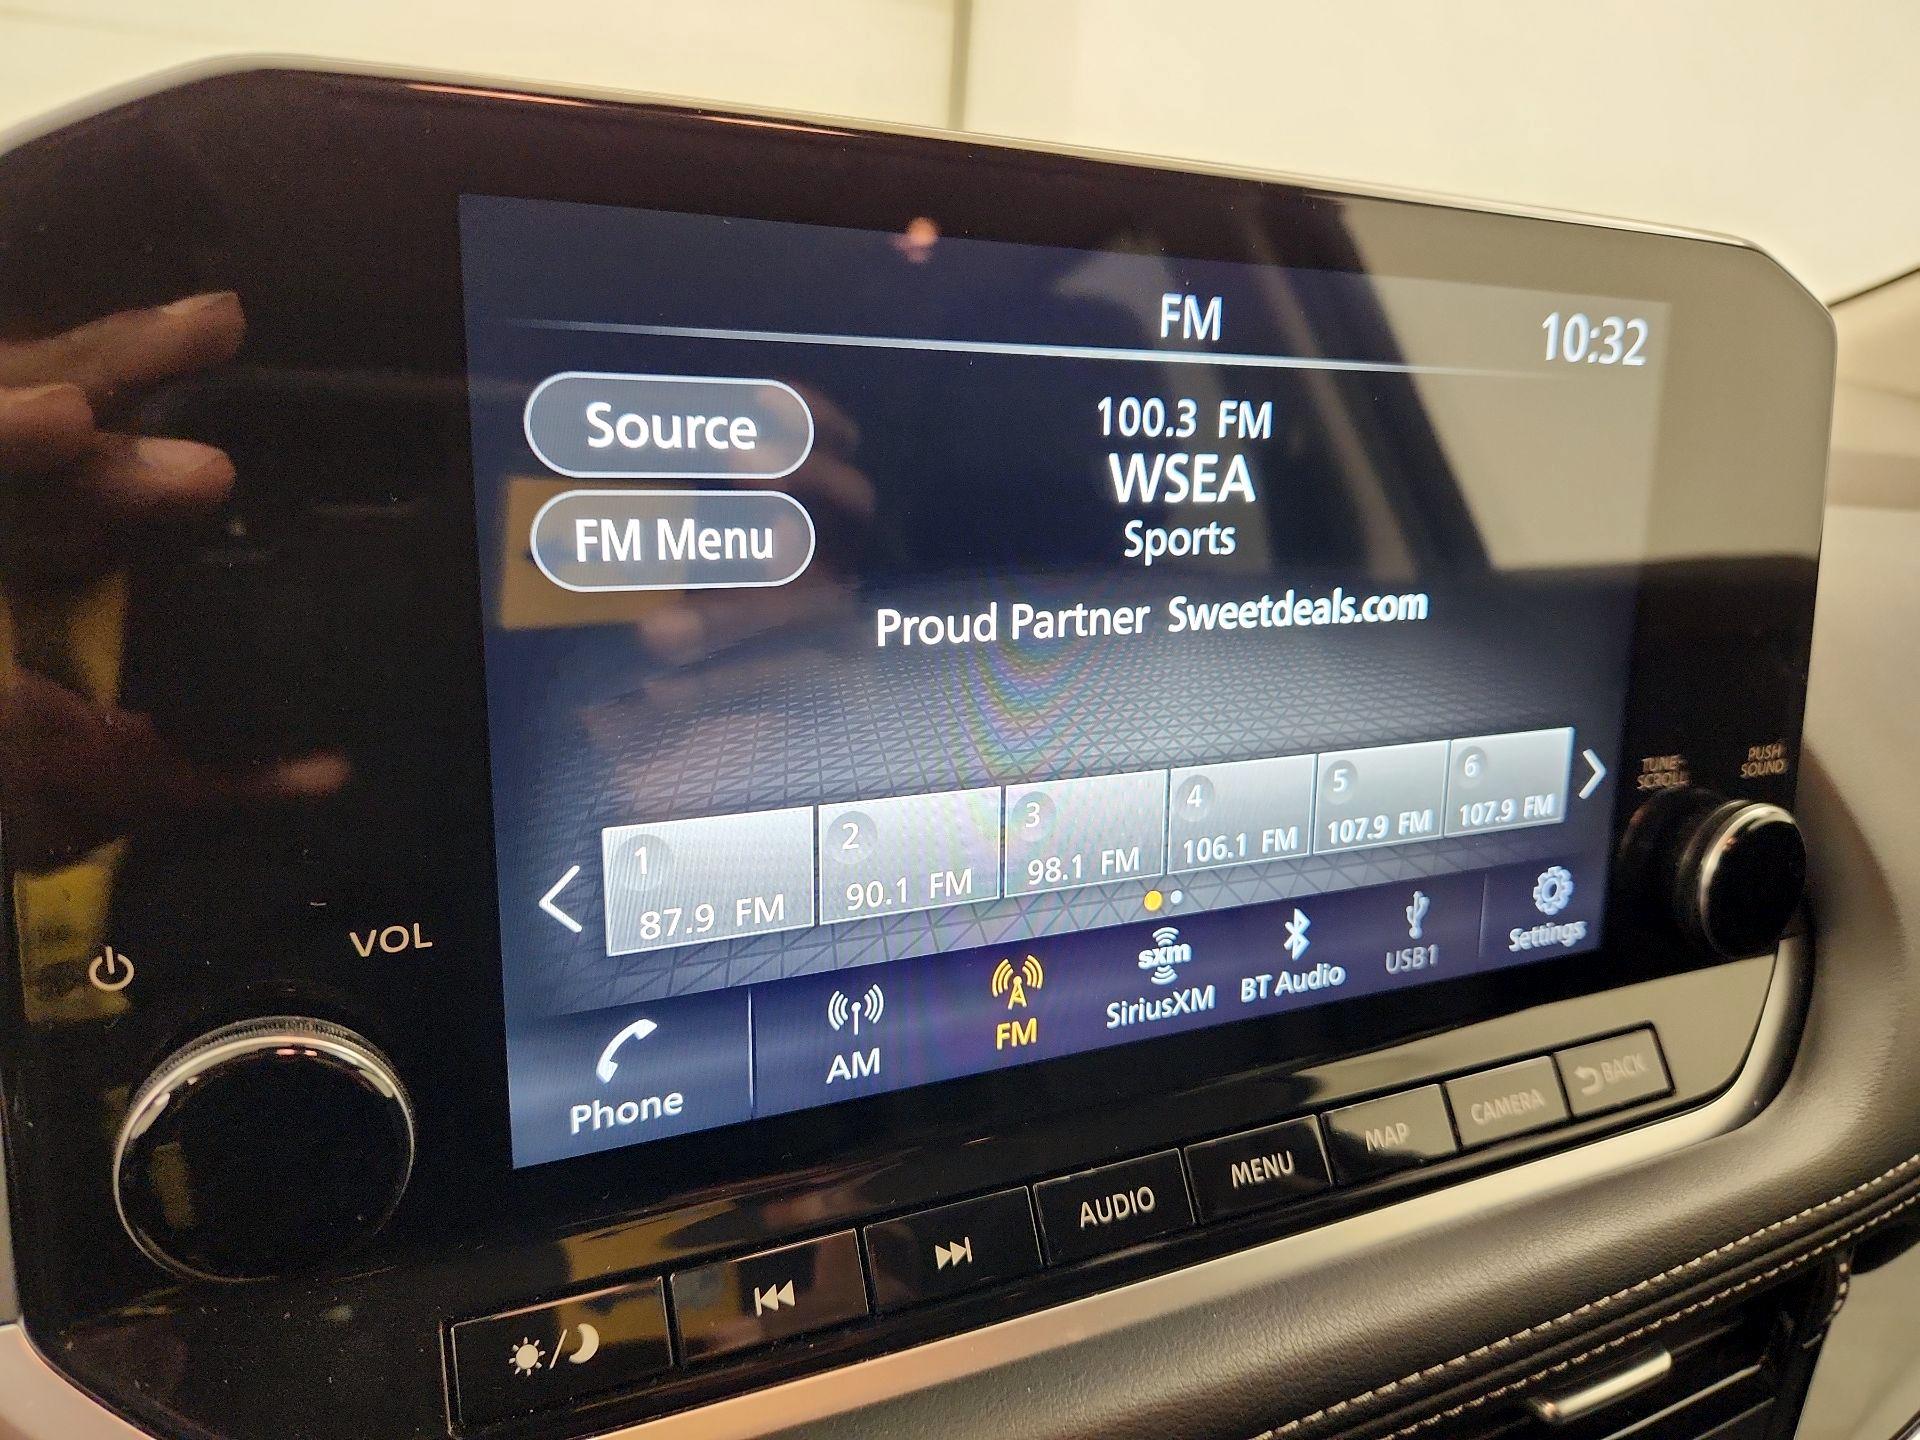 FM
10:32
Source
100.3 FM
WSEA
FM Menu
Sports
Proud Partner Sweetdeals.com
1
87.9 FM
2
90.1 FM
3
98.1 FM
4
106.1 FM
5
107.9 FM
6
107.9 FM
TUNE-
SCROLL
PUSH
SOUND
VOL
Phone
AM
FM
sxm
SiriusXM
BT Audio
USB1
Settings
AUDIO
MENU
MAP
CAMERA
BACK